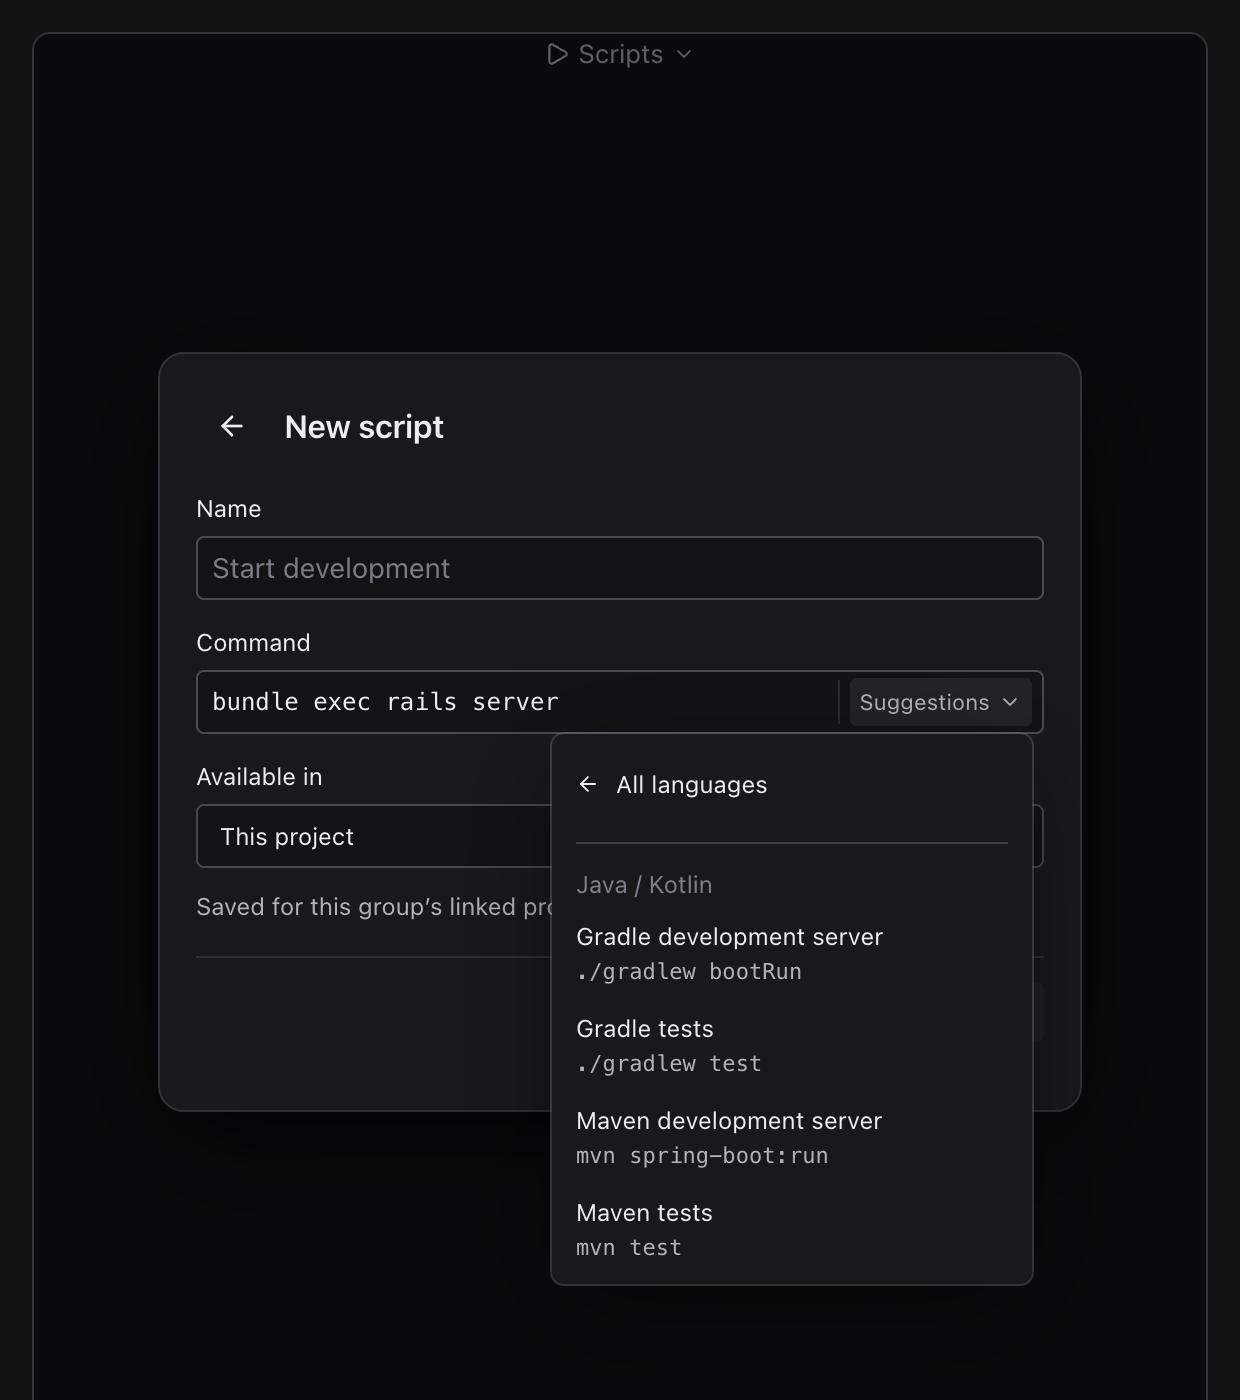 Scripts
New script
Name
Start development
Command
bundle exec rails server
Suggestions
Available in
This project
Saved for this group’s linked
All languages
Java / Kotlin
Gradle development server
./gradlew bootRun
Gradle tests
./gradlew test
Maven development server
mvn spring-boot:run
Maven tests
mvn test